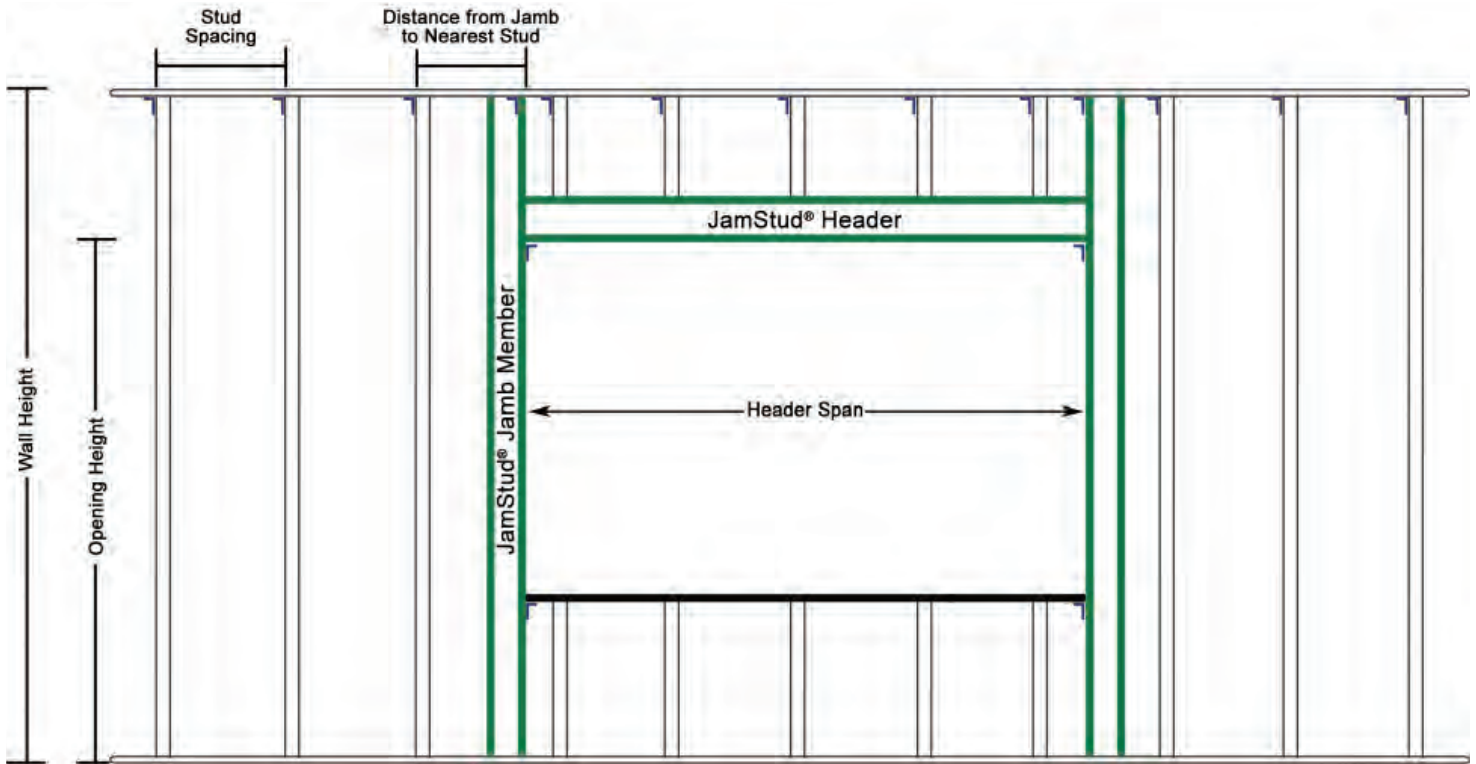 Stud
Spacing
Distance from Jamb
to Nearest Stud
JamStud® Header
JamStud® Jamb Member
Header Span
Wall Height
Opening Height